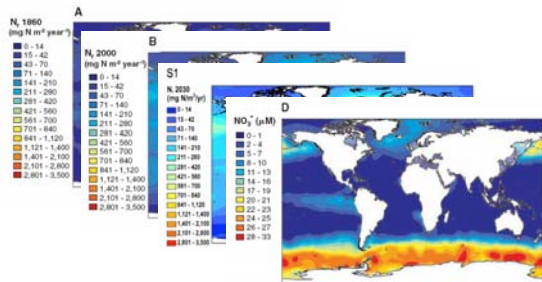 A
Nr 1860
(mg N m-2 year-1)
0 - 14
15 - 42
43 - 70
71 - 140
141 - 210
211 - 280
281 - 420
421 - 560
561 - 700
701 - 840
841 - 1,120
1,121 - 1,400
1,401 - 2,100
2,101 - 2,800
2,801 - 3,500
B
Nr 2000
(mg N m-2 year-1)
0 - 14
15 - 42
43 - 70
71 - 140
141 - 210
211 - 280
281 - 420
421 - 560
561 - 700
701 - 840
841 - 1,120
1,121 - 1,400
1,401 - 2,100
2,101 - 2,800
2,801 - 3,500
S1
Nr 2030
(mg N/m2/yr)
0 - 14
15 - 42
43 - 70
71 - 140
141 - 210
211 - 280
281 - 420
421 - 560
561 - 700
701 - 840
841 - 1,120
1,121 - 1,400
1,401 - 2,100
2,101 - 2,800
2,801 - 3,500
D
NO3- (μM)
0 - 1
2 - 4
5 - 7
8 - 10
11 - 13
14 - 16
17 - 19
20 - 21
22 - 23
24 - 25
26 - 27
28 - 33